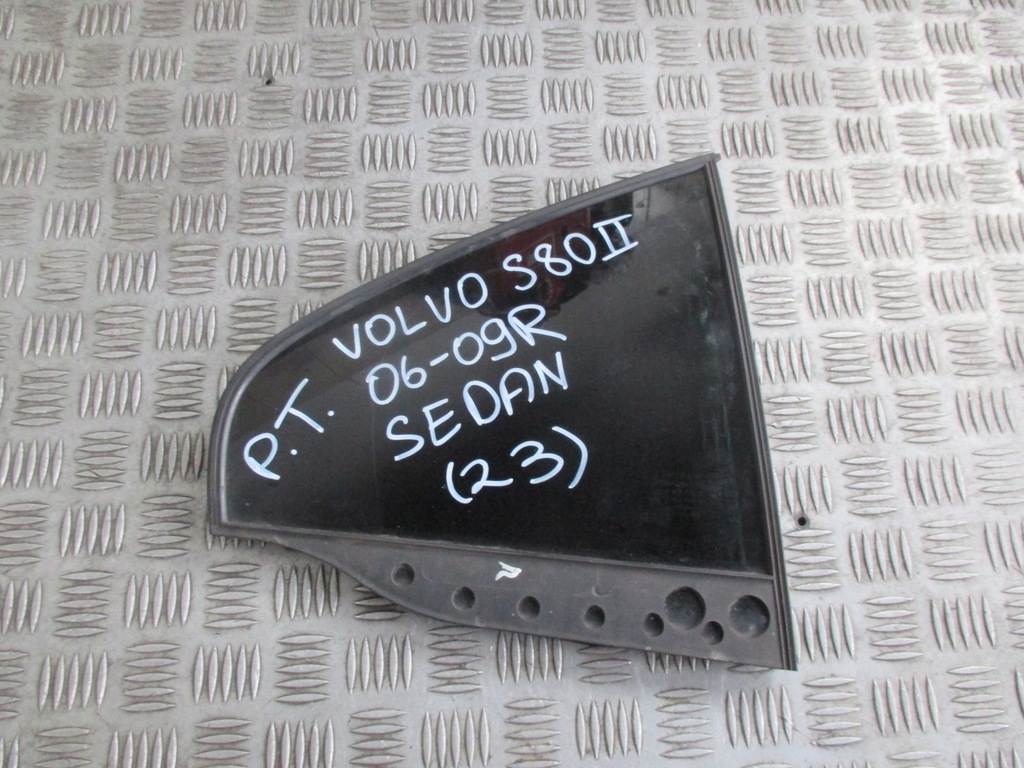 VOLVO S80II
06-09R
P.T.
SEDAN
(23)
P